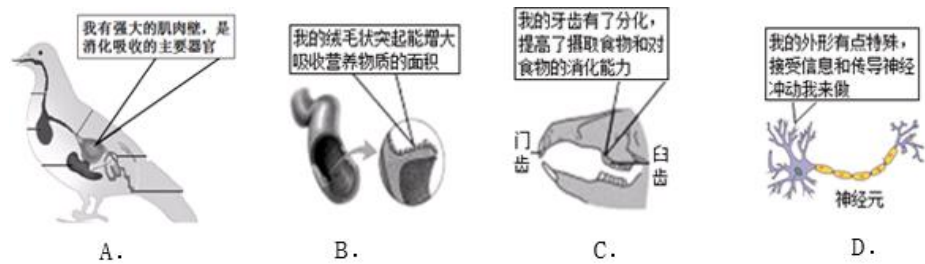 我有强大的肌肉壁，是
消化吸收的主要器官
A.
我的绒毛状突起能增大
吸收营养物质的面积
B.
我的牙齿有了分化，
提高了摄取食物和对
食物的消化能力
门齿
臼齿
C.
我的外形有点特殊，
接受信息和传导神经
冲动我来做
神经元
D.